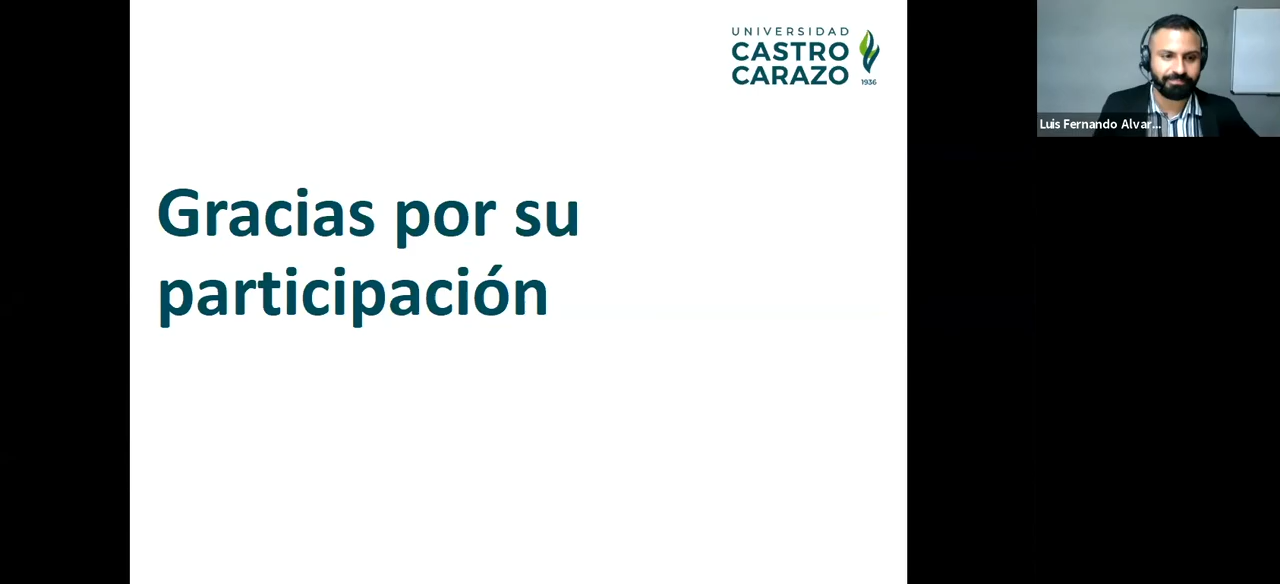 UNIVERSIDAD
CASTRO
CARAZO
1936
Luis Fernando Alvar...
Gracias por su
participación